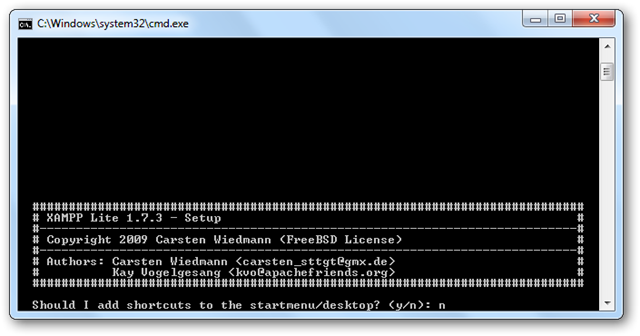 C:\Windows\system32\cmd.exe
###########################################################################
# XAMPP Lite 1.7.3 - Setup #
#-------------------------------------------------------------------------#
# Copyright 2009 Carsten Wiedmann (FreeBSD License) #
#-------------------------------------------------------------------------#
# Authors: Carsten Wiedmann <carsten_sttgt@gmx.de> #
# Kay Vogelgesang <kvo@apachefriends.org> #
###########################################################################
Should I add shortcuts to the startmenu/desktop? (y/n): n